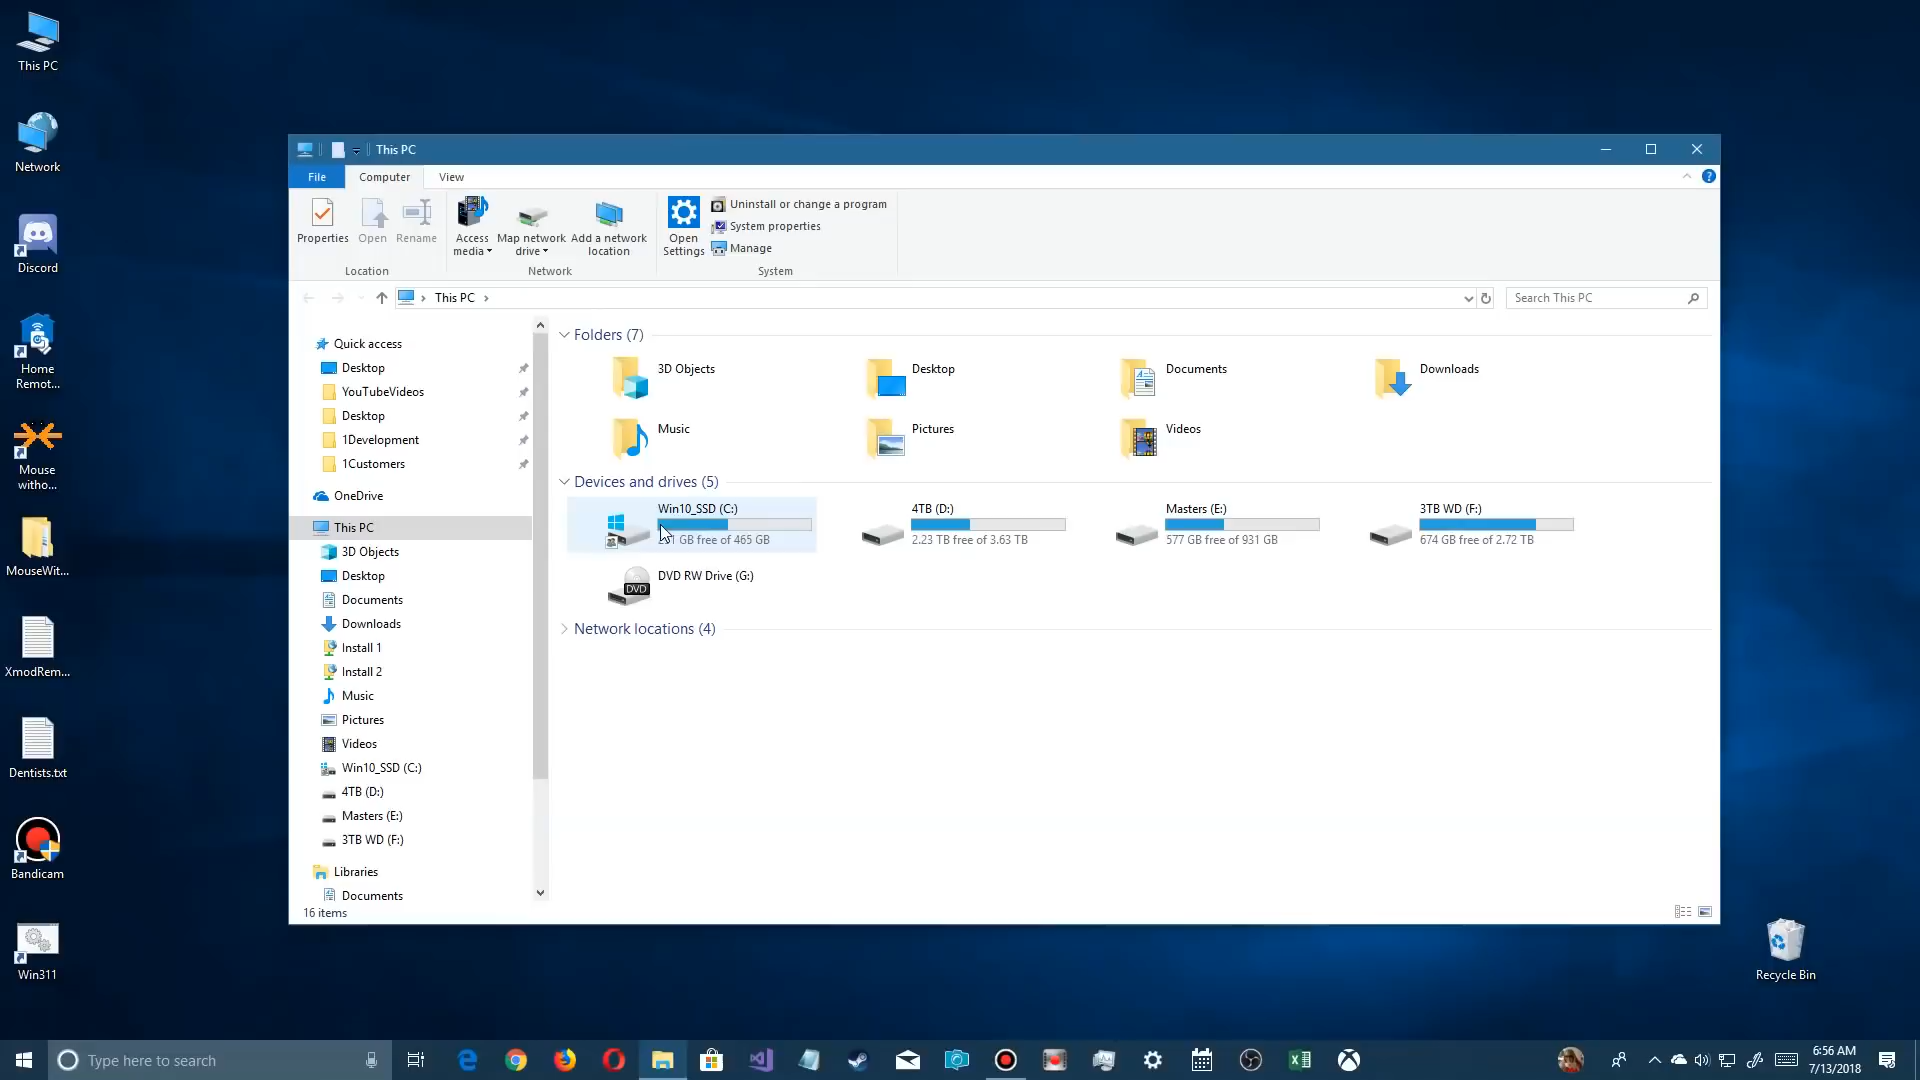 This PC
Network
Discord
Home
Remot...
Mouse
witho...
MouseWit...
XmodRem...
Dentists.txt
Bandicam
Win311
Recycle Bin
This PC
File
Computer
View
Properties
Open
Rename
Location
Access
media
Map network
drive
Add a network
location
Network
Open
Settings
Uninstall or change a program
System properties
Manage
System
This PC
Search This PC
Quick access
Desktop
YouTubeVideos
Desktop
1Development
1Customers
OneDrive
This PC
3D Objects
Desktop
Documents
Downloads
Install 1
Install 2
Music
Pictures
Videos
Win10_SSD (C:)
4TB (D:)
Masters (E:)
3TB WD (F:)
Libraries
Documents
16 items
Folders (7)
3D Objects
Desktop
Documents
Downloads
Music
Pictures
Videos
Devices and drives (5)
Win10_SSD (C:)
GB free of 465 GB
4TB (D:)
2.23 TB free of 3.63 TB
Masters (E:)
577 GB free of 931 GB
3TB WD (F:)
674 GB free of 2.72 TB
DVD
DVD RW Drive (G:)
Network locations (4)
Type here to search
6:56 AM
7/13/2018